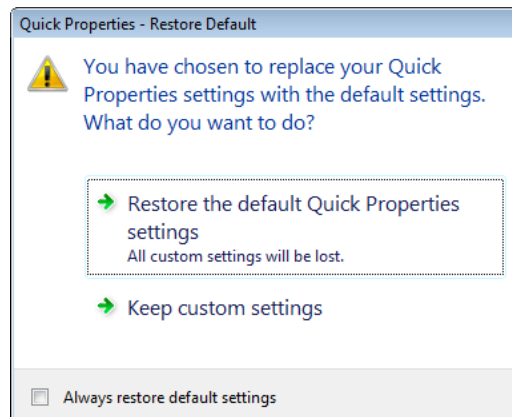 Quick Properties - Restore Default
You have chosen to replace your Quick
Properties settings with the default settings.
What do you want to do?
Restore the default Quick Properties
settings
All custom settings will be lost.
Keep custom settings
Always restore default settings